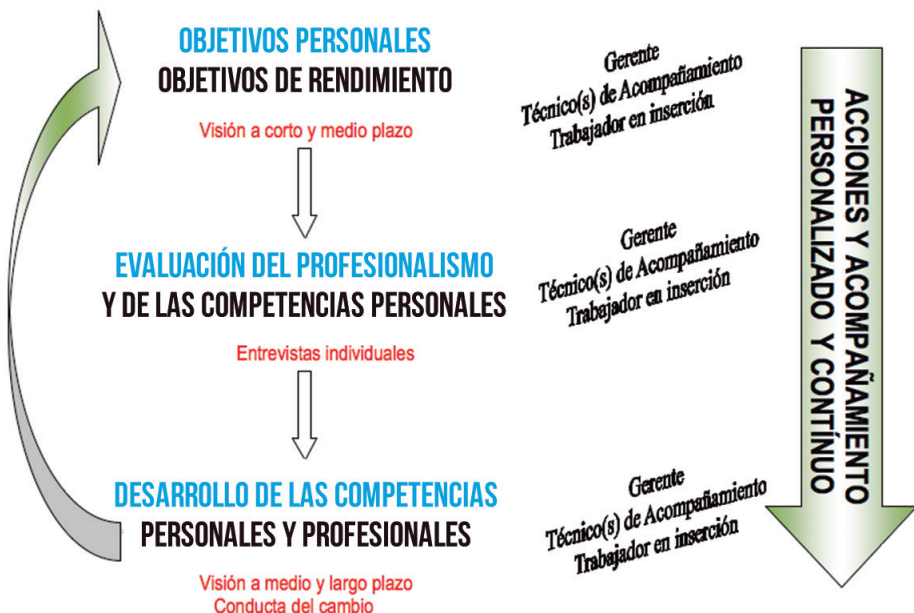 OBJETIVOS PERSONALES
OBJETIVOS DE RENDIMIENTO
Visión a corto y medio plazo
Gerente
Técnico(s) de Acompañamiento
Trabajador en inserción
EVALUACIÓN DEL PROFESIONALISMO
Y DE LAS COMPETENCIAS PERSONALES
Entrevistas individuales
Gerente
Técnico(s) de Acompañamiento
Trabajador en inserción
DESARROLLO DE LAS COMPETENCIAS
PERSONALES Y PROFESIONALES
Visión a medio y largo plazo
Conducta del cambio
Gerente
Técnico(s) de Acompañamiento
Trabajador en inserción
ACCIONES Y ACOMPAÑAMIENTO
PERSONALIZADO Y CONTÍNUO